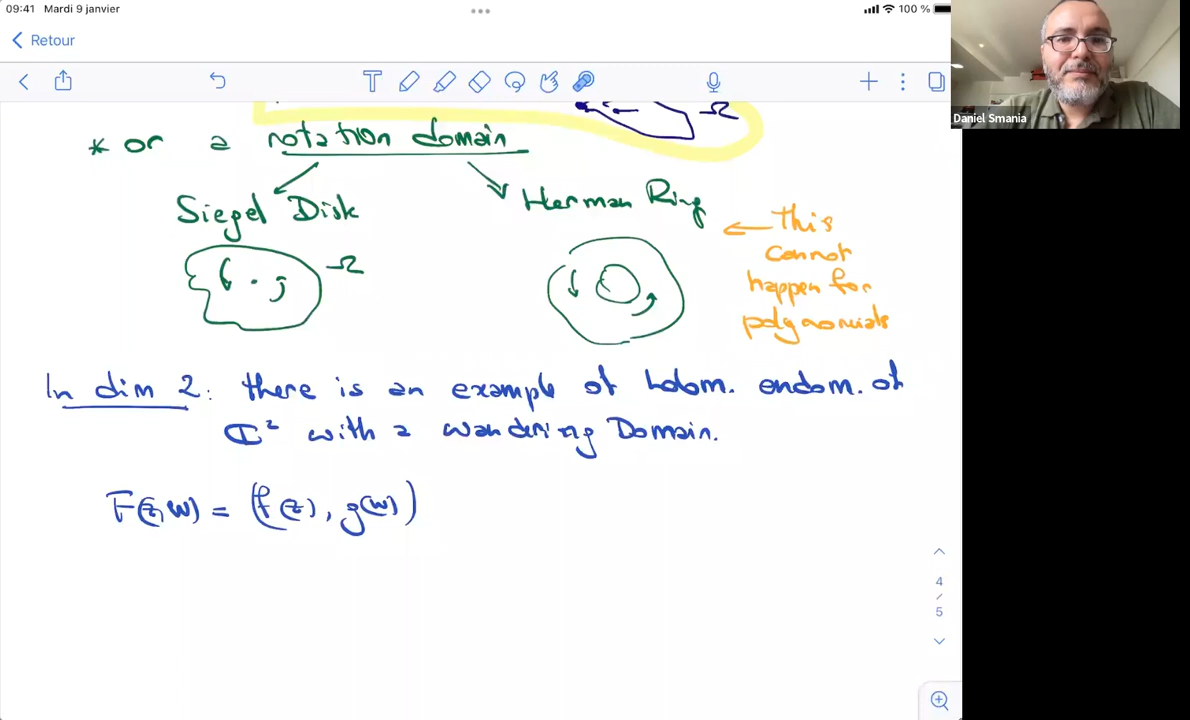 09:41 Mardi 9 janvier
100 %
Retour
Daniel Smania
Ω
* or a rotation domain
Siegel Disk
Herman Ring
Ω
← this
cannot
happen for
polynomials
In dim 2: there is an example of holom. endom. of
ℂ² with a wandering Domain.
F(z,w) = (f(z), g(w))
4
/
5